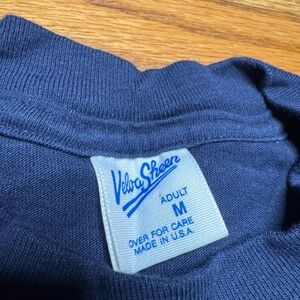 Velva Sheen
ADULT
M
OVER FOR CARE
MADE IN U.S.A.